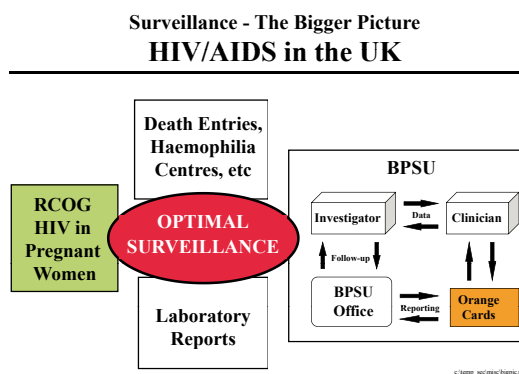 Surveillance - The Bigger Picture
HIV/AIDS in the UK
Death Entries,
Haemophilia
Centres, etc
RCOG
HIV in
Pregnant
Women
OPTIMAL
SURVEILLANCE
Laboratory
Reports
BPSU
Investigator
Data
Clinician
Follow-up
BPSU
Office
Reporting
Orange
Cards